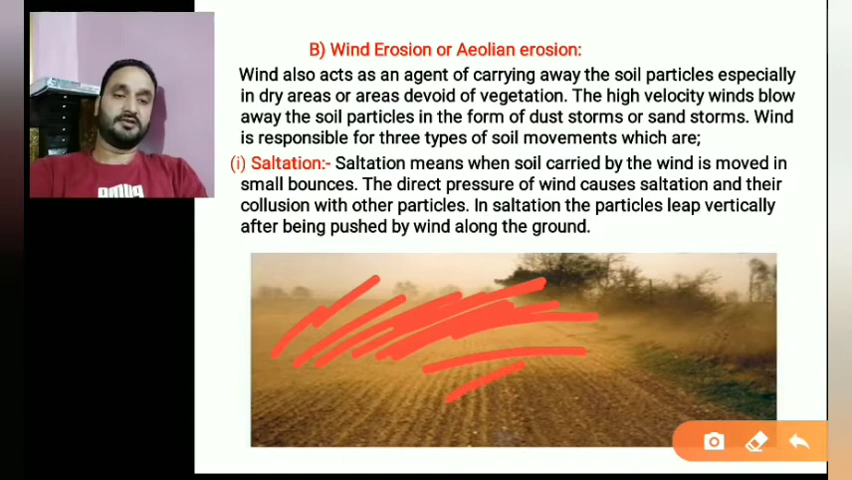 B) Wind Erosion or Aeolian erosion:
Wind also acts as an agent of carrying away the soil particles especially
in dry areas or areas devoid of vegetation. The high velocity winds blow
away the soil particles in the form of dust storms or sand storms. Wind
is responsible for three types of soil movements which are;
(i) Saltation:- Saltation means when soil carried by the wind is moved in
small bounces. The direct pressure of wind causes saltation and their
collusion with other particles. In saltation the particles leap vertically
after being pushed by wind along the ground.